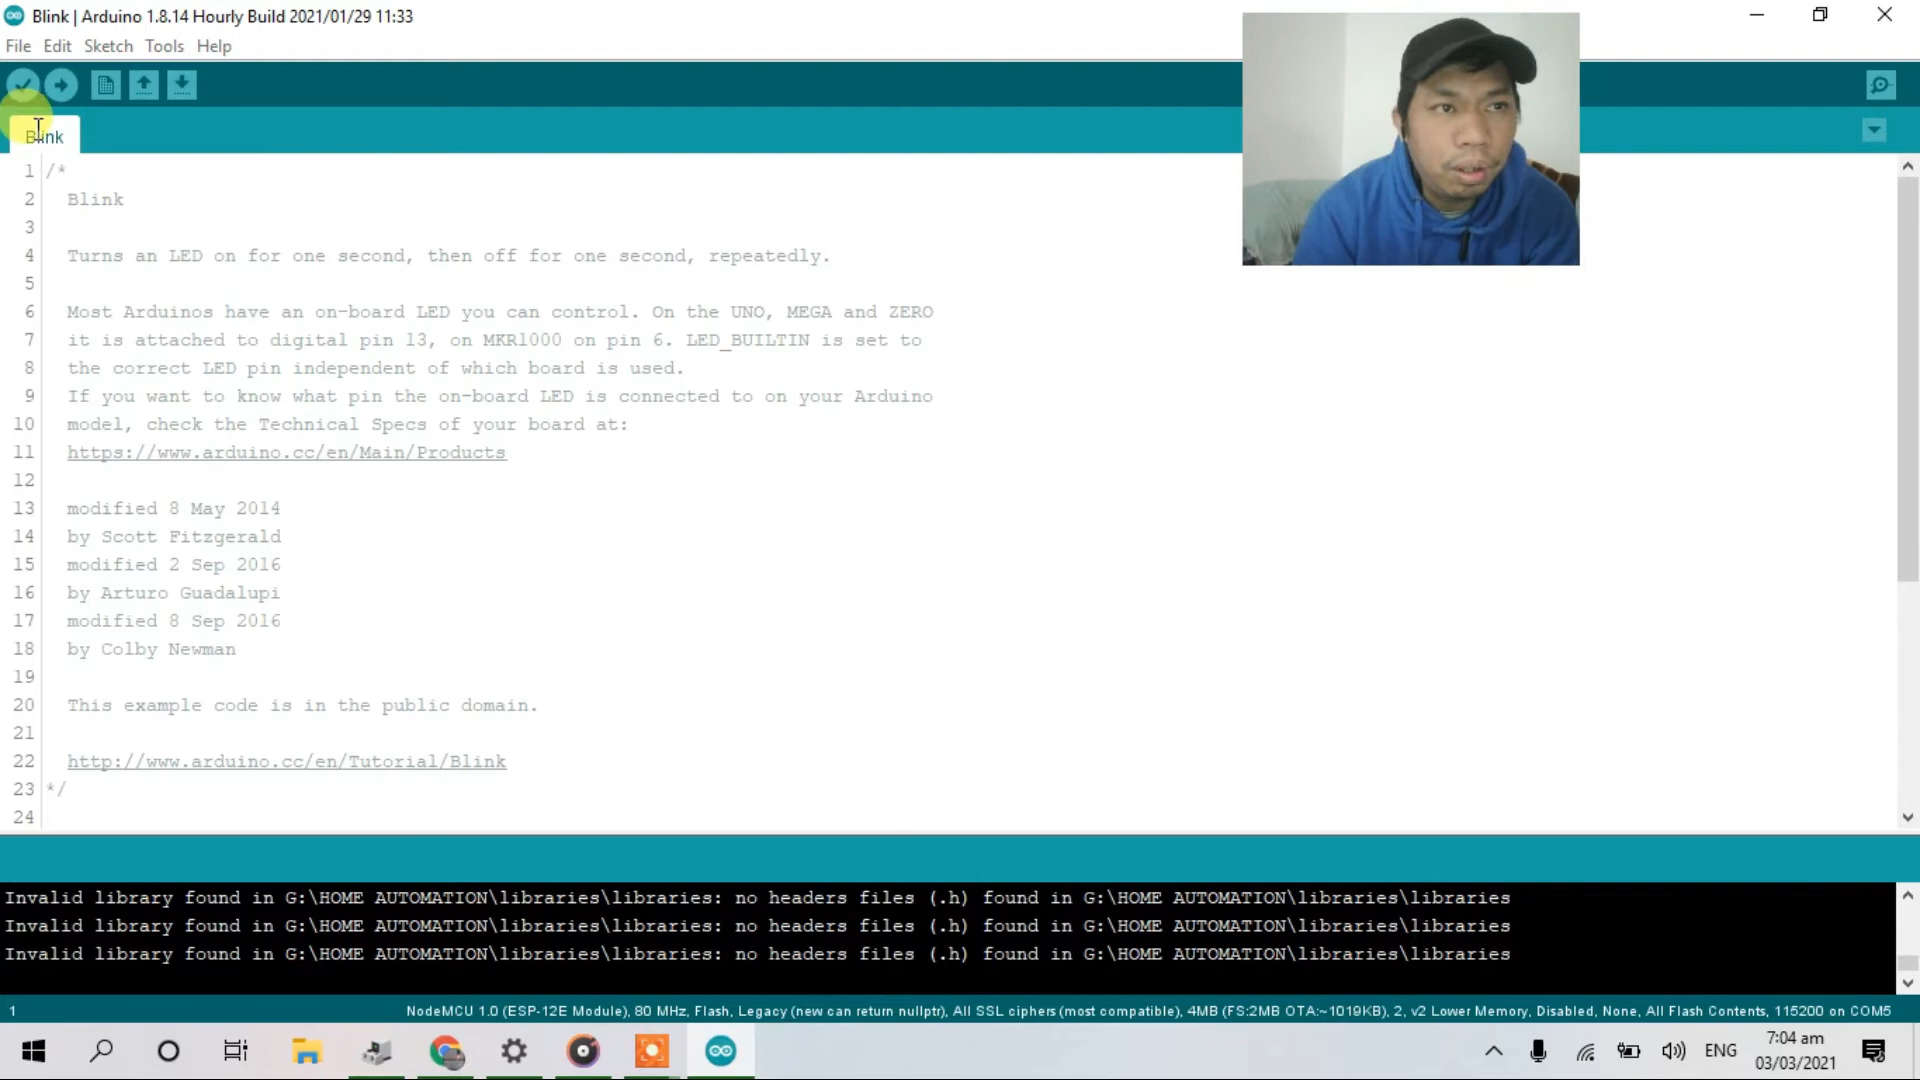 Blink | Arduino 1.8.14 Hourly Build 2021/01/29 11:33
File Edit Sketch Tools Help
Blink
1 /*
2 Blink
3
4 Turns an LED on for one second, then off for one second, repeatedly.
5
6 Most Arduinos have an on-board LED you can control. On the UNO, MEGA and ZERO
7 it is attached to digital pin 13, on MKR1000 on pin 6. LED_BUILTIN is set to
8 the correct LED pin independent of which board is used.
9 If you want to know what pin the on-board LED is connected to on your Arduino
10 model, check the Technical Specs of your board at:
11 https://www.arduino.cc/en/Main/Products
12
13 modified 8 May 2014
14 by Scott Fitzgerald
15 modified 2 Sep 2016
16 by Arturo Guadalupi
17 modified 8 Sep 2016
18 by Colby Newman
19
20 This example code is in the public domain.
21
22 http://www.arduino.cc/en/Tutorial/Blink
23 */
24
Invalid library found in G:\HOME AUTOMATION\libraries\libraries: no headers files (.h) found in G:\HOME AUTOMATION\libraries\libraries
Invalid library found in G:\HOME AUTOMATION\libraries\libraries: no headers files (.h) found in G:\HOME AUTOMATION\libraries\libraries
Invalid library found in G:\HOME AUTOMATION\libraries\libraries: no headers files (.h) found in G:\HOME AUTOMATION\libraries\libraries
1 NodeMCU 1.0 (ESP-12E Module), 80 MHz, Flash, Legacy (new can return nullptr), All SSL ciphers (most compatible), 4MB (FS:2MB OTA:~1019KB), 2, v2 Lower Memory, Disabled, None, All Flash Contents, 115200 on COM5
ENG
7:04 am
03/03/2021